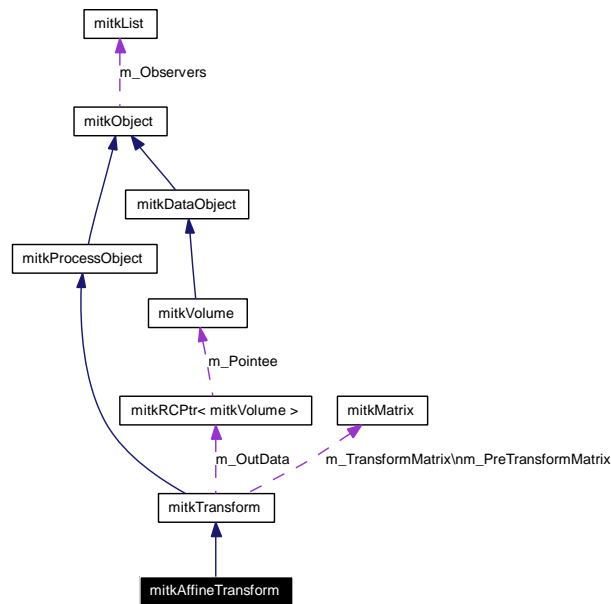 mitkList
m_Observers
mitkObject
mitkDataObject
mitkProcessObject
mitkVolume
m_Pointee
mitkRCPtr< mitkVolume >
mitkMatrix
m_OutData
m_TransformMatrix\nm_PreTransformMatrix
mitkTransform
mitkAffineTransform